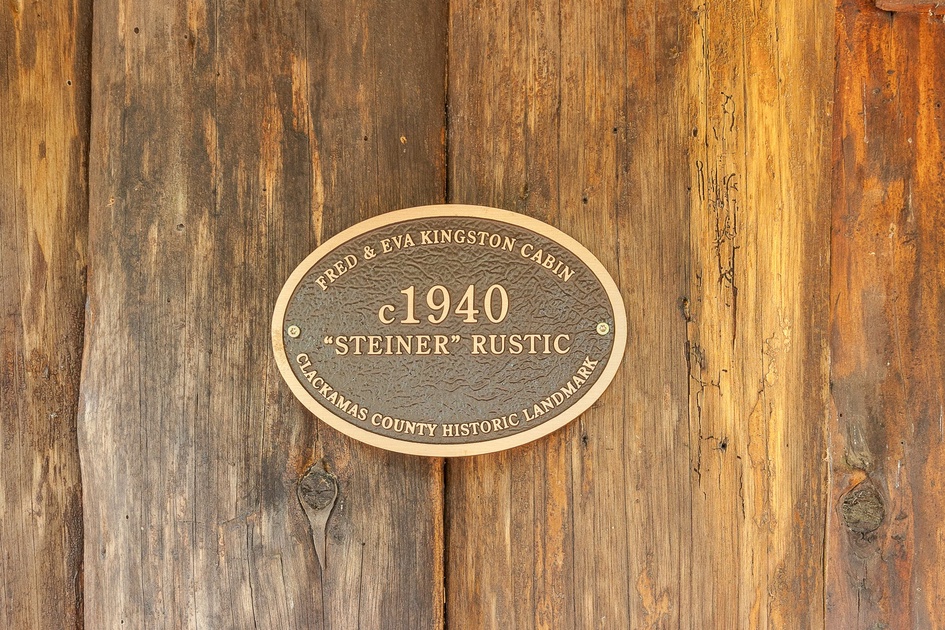 FRED & EVA KINGSTON CABIN
c1940
“STEINER” RUSTIC
CLACKAMAS COUNTY HISTORIC LANDMARK